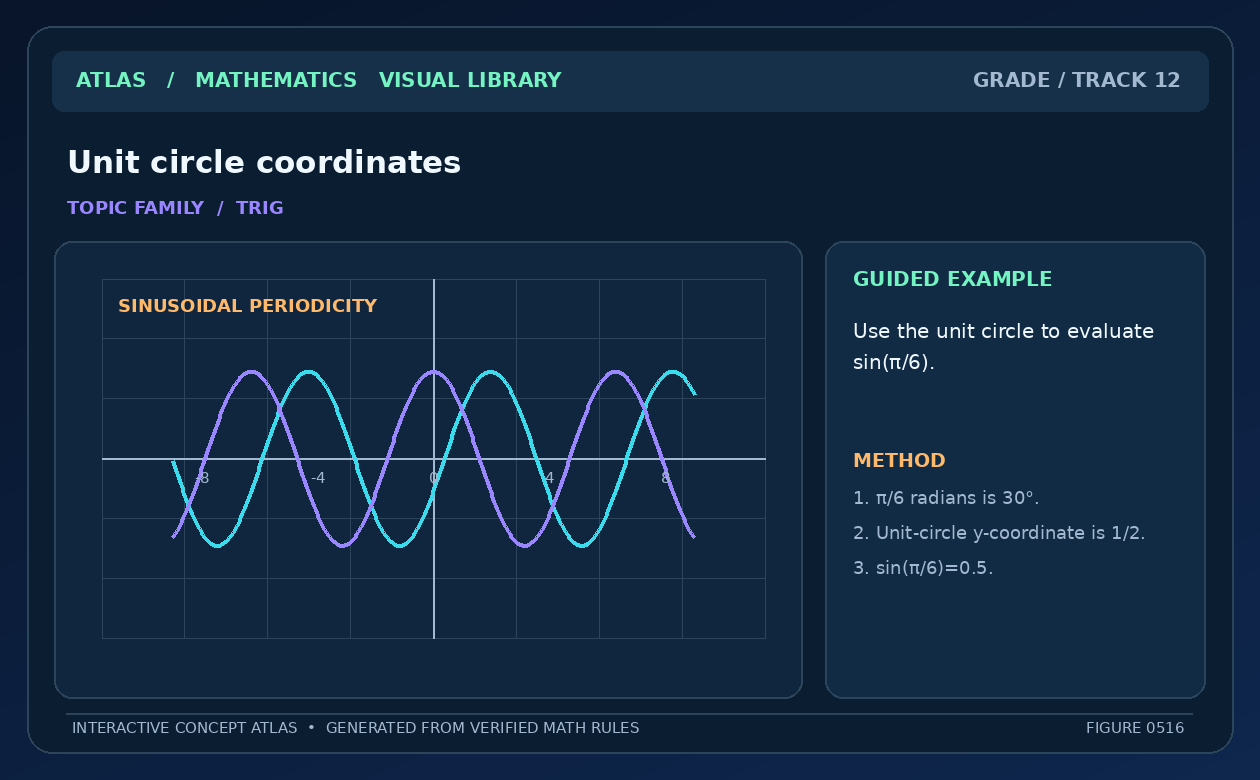 ATLAS / MATHEMATICS VISUAL LIBRARY
GRADE / TRACK 12
Unit circle coordinates
TOPIC FAMILY / TRIG
SINUSOIDAL PERIODICITY
-8 -4 0 4 8
GUIDED EXAMPLE
Use the unit circle to evaluate
sin(π/6).
METHOD
1. π/6 radians is 30°.
2. Unit-circle y-coordinate is 1/2.
3. sin(π/6)=0.5.
INTERACTIVE CONCEPT ATLAS • GENERATED FROM VERIFIED MATH RULES
FIGURE 0516